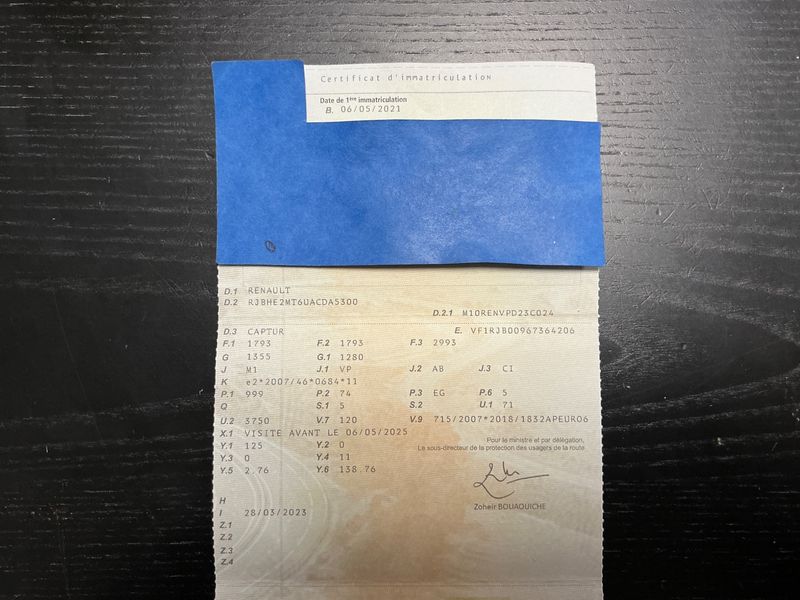 Certificat d'immatriculation
Date de 1ère immatriculation
B. 06/05/2021
D.1 RENAULT
D.2 RJBHE2MT6UACDA5300
D.2.1 M10RENVPD23C024
D.3 CAPTUR E. VF1RJB00967364206
F.1 1793 F.2 1793 F.3 2993
G 1355 G.1 1280
J M1 J.1 VP J.2 AB J.3 CI
K e2*2007/46*0684*11
P.1 999 P.2 74 P.3 EG P.6 5
Q S.1 5 S.2 U.1 71
U.2 3750 V.7 120 V.9 715/2007*2018/1832APEURO6
X.1 VISITE AVANT LE 06/05/2025
Pour le ministre et par délégation,
Y.1 125 Y.2 0
Le sous-directeur de la protection des usagers de la route
Y.3 0 Y.4 11
Y.5 2.76 Y.6 138.76
Zoheir BOUAOUICHE
H
I 28/03/2023
Z.1
Z.2
Z.3
Z.4